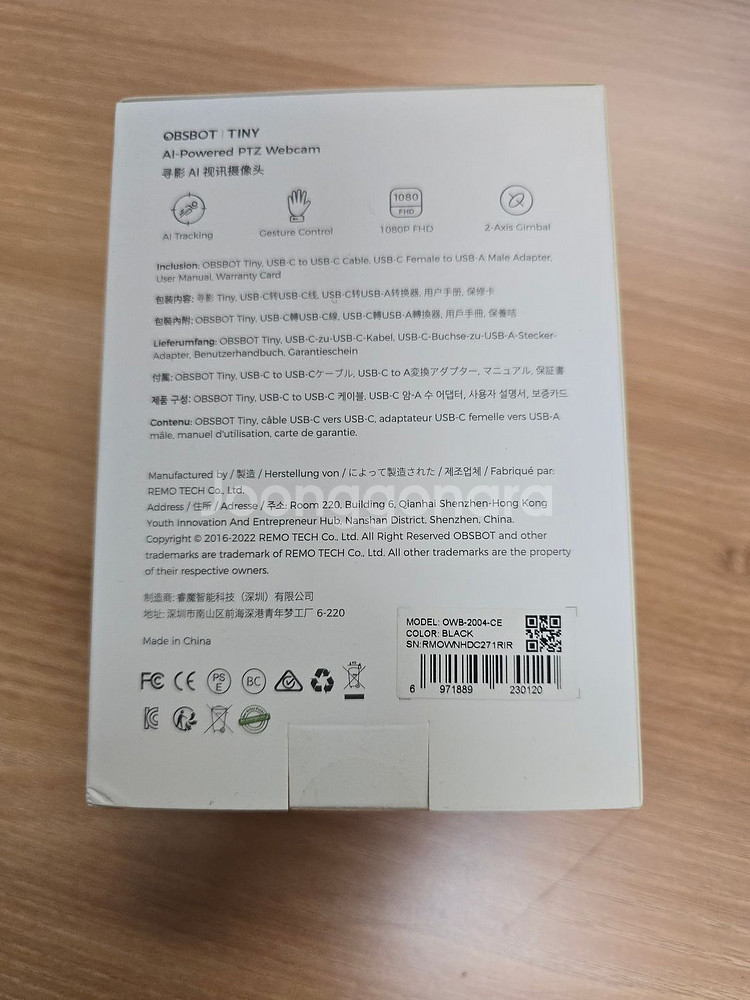 OBSBOT | TINY
AI-Powered PTZ Webcam
寻影 AI 视讯摄像头
AI Tracking
Gesture Control
1080
FHD
1080P FHD
2-Axis Gimbal
Inclusion: OBSBOT Tiny, USB-C to USB-C Cable, USB-C Female to USB-A Male Adapter,
User Manual, Warranty Card
包装内容: 寻影 Tiny, USB-C转USB-C线, USB-C转USB-A转换器, 用户手册, 保修卡
包裝內附: OBSBOT Tiny, USB-C轉USB-C線, USB-C轉USB-A轉換器, 用戶手冊, 保養咭
Lieferumfang: OBSBOT Tiny, USB-C-zu-USB-C-Kabel, USB-C-Buchse-zu-USB-A-Stecker-
Adapter, Benutzerhandbuch, Garantieschein
付属: OBSBOT Tiny, USB-C to USB-Cケーブル, USB-C to A変換アダプター, マニュアル, 保証書
제품 구성: OBSBOT Tiny, USB-C to USB-C 케이블, USB-C 암-A 수 어댑터, 사용자 설명서, 보증카드
Contenu: OBSBOT Tiny, câble USB-C vers USB-C, adaptateur USB-C femelle vers USB-A
mâle, manuel d'utilisation, carte de garantie.
Manufactured by / 製造 / Herstellung von / によって製造された / 제조업체 / Fabriqué par:
REMO TECH Co., Ltd.
Joonggonara
Address / 住所 / Adresse / 주소: Room 220, Building 6, Qianhai Shenzhen-Hong Kong
Youth Innovation And Entrepreneur Hub, Nanshan District, Shenzhen, China.
Copyright © 2016-2022 REMO TECH Co., Ltd. All Right Reserved OBSBOT and other
trademarks are trademark of REMO TECH Co., Ltd. All other trademarks are the property
of their respective owners.
制造商: 睿魔智能科技（深圳）有限公司
地址: 深圳市南山区前海深港青年梦工厂 6-220
Made in China
MODEL: OWB-2004-CE
COLOR: BLACK
SN:RMOWNHDC271RIR
6 971889 230120
FC CE PS E BC